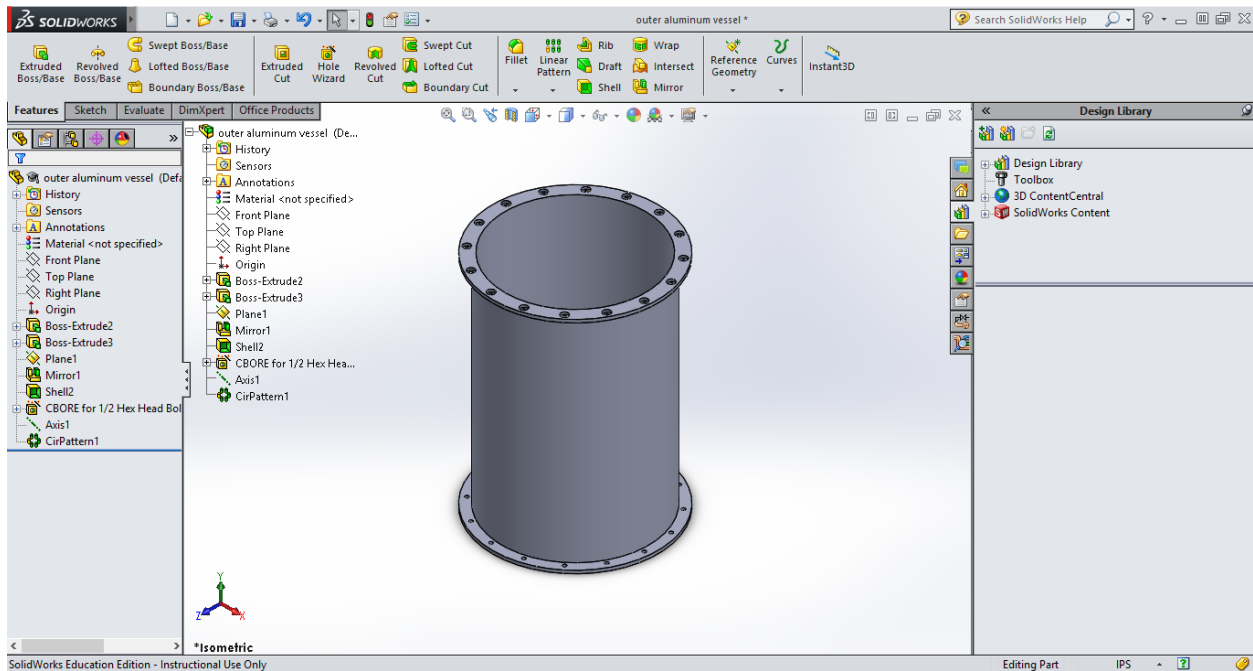 SOLIDWORKS
outer aluminum vessel *
Search SolidWorks Help
Extruded Boss/Base
Revolved Boss/Base
Swept Boss/Base
Lofted Boss/Base
Boundary Boss/Base
Extruded Cut
Hole Wizard
Revolved Cut
Swept Cut
Lofted Cut
Boundary Cut
Fillet
Linear Pattern
Rib
Draft
Shell
Wrap
Intersect
Mirror
Reference Geometry
Curves
Instant3D
Features
Sketch
Evaluate
DimXpert
Office Products
outer aluminum vessel (Defa
History
Sensors
Annotations
Material <not specified>
Front Plane
Top Plane
Right Plane
Origin
Boss-Extrude2
Boss-Extrude3
Plane1
Mirror1
Shell2
CBORE for 1/2 Hex Head Bol
Axis1
CirPattern1
outer aluminum vessel (De...
History
Sensors
Annotations
Material <not specified>
Front Plane
Top Plane
Right Plane
Origin
Boss-Extrude2
Boss-Extrude3
Plane1
Mirror1
Shell2
CBORE for 1/2 Hex Hea...
Axis1
CirPattern1
Y
Z
X
*Isometric
Design Library
Design Library
Toolbox
3D ContentCentral
SolidWorks Content
SolidWorks Education Edition - Instructional Use Only
Editing Part
IPS